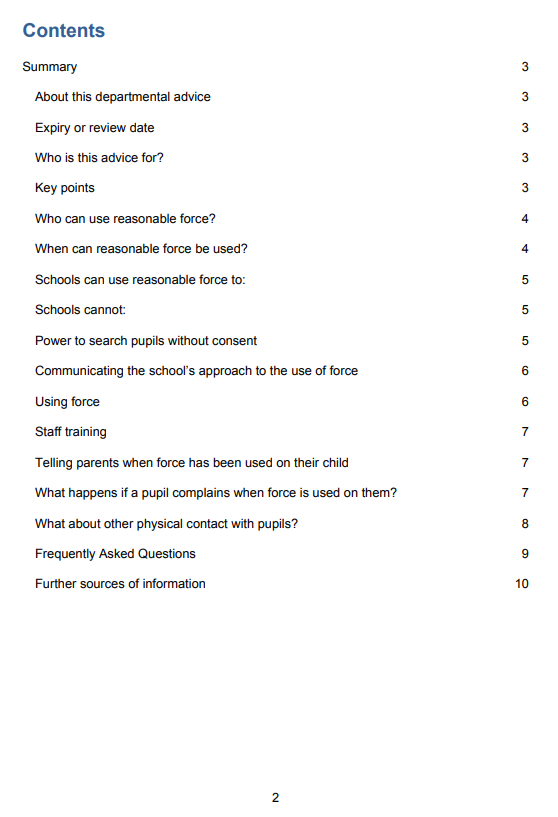 Contents
Summary 3
About this departmental advice 3
Expiry or review date 3
Who is this advice for? 3
Key points 3
Who can use reasonable force? 4
When can reasonable force be used? 4
Schools can use reasonable force to: 5
Schools cannot: 5
Power to search pupils without consent 5
Communicating the school’s approach to the use of force 6
Using force 6
Staff training 7
Telling parents when force has been used on their child 7
What happens if a pupil complains when force is used on them? 7
What about other physical contact with pupils? 8
Frequently Asked Questions 9
Further sources of information 10
2